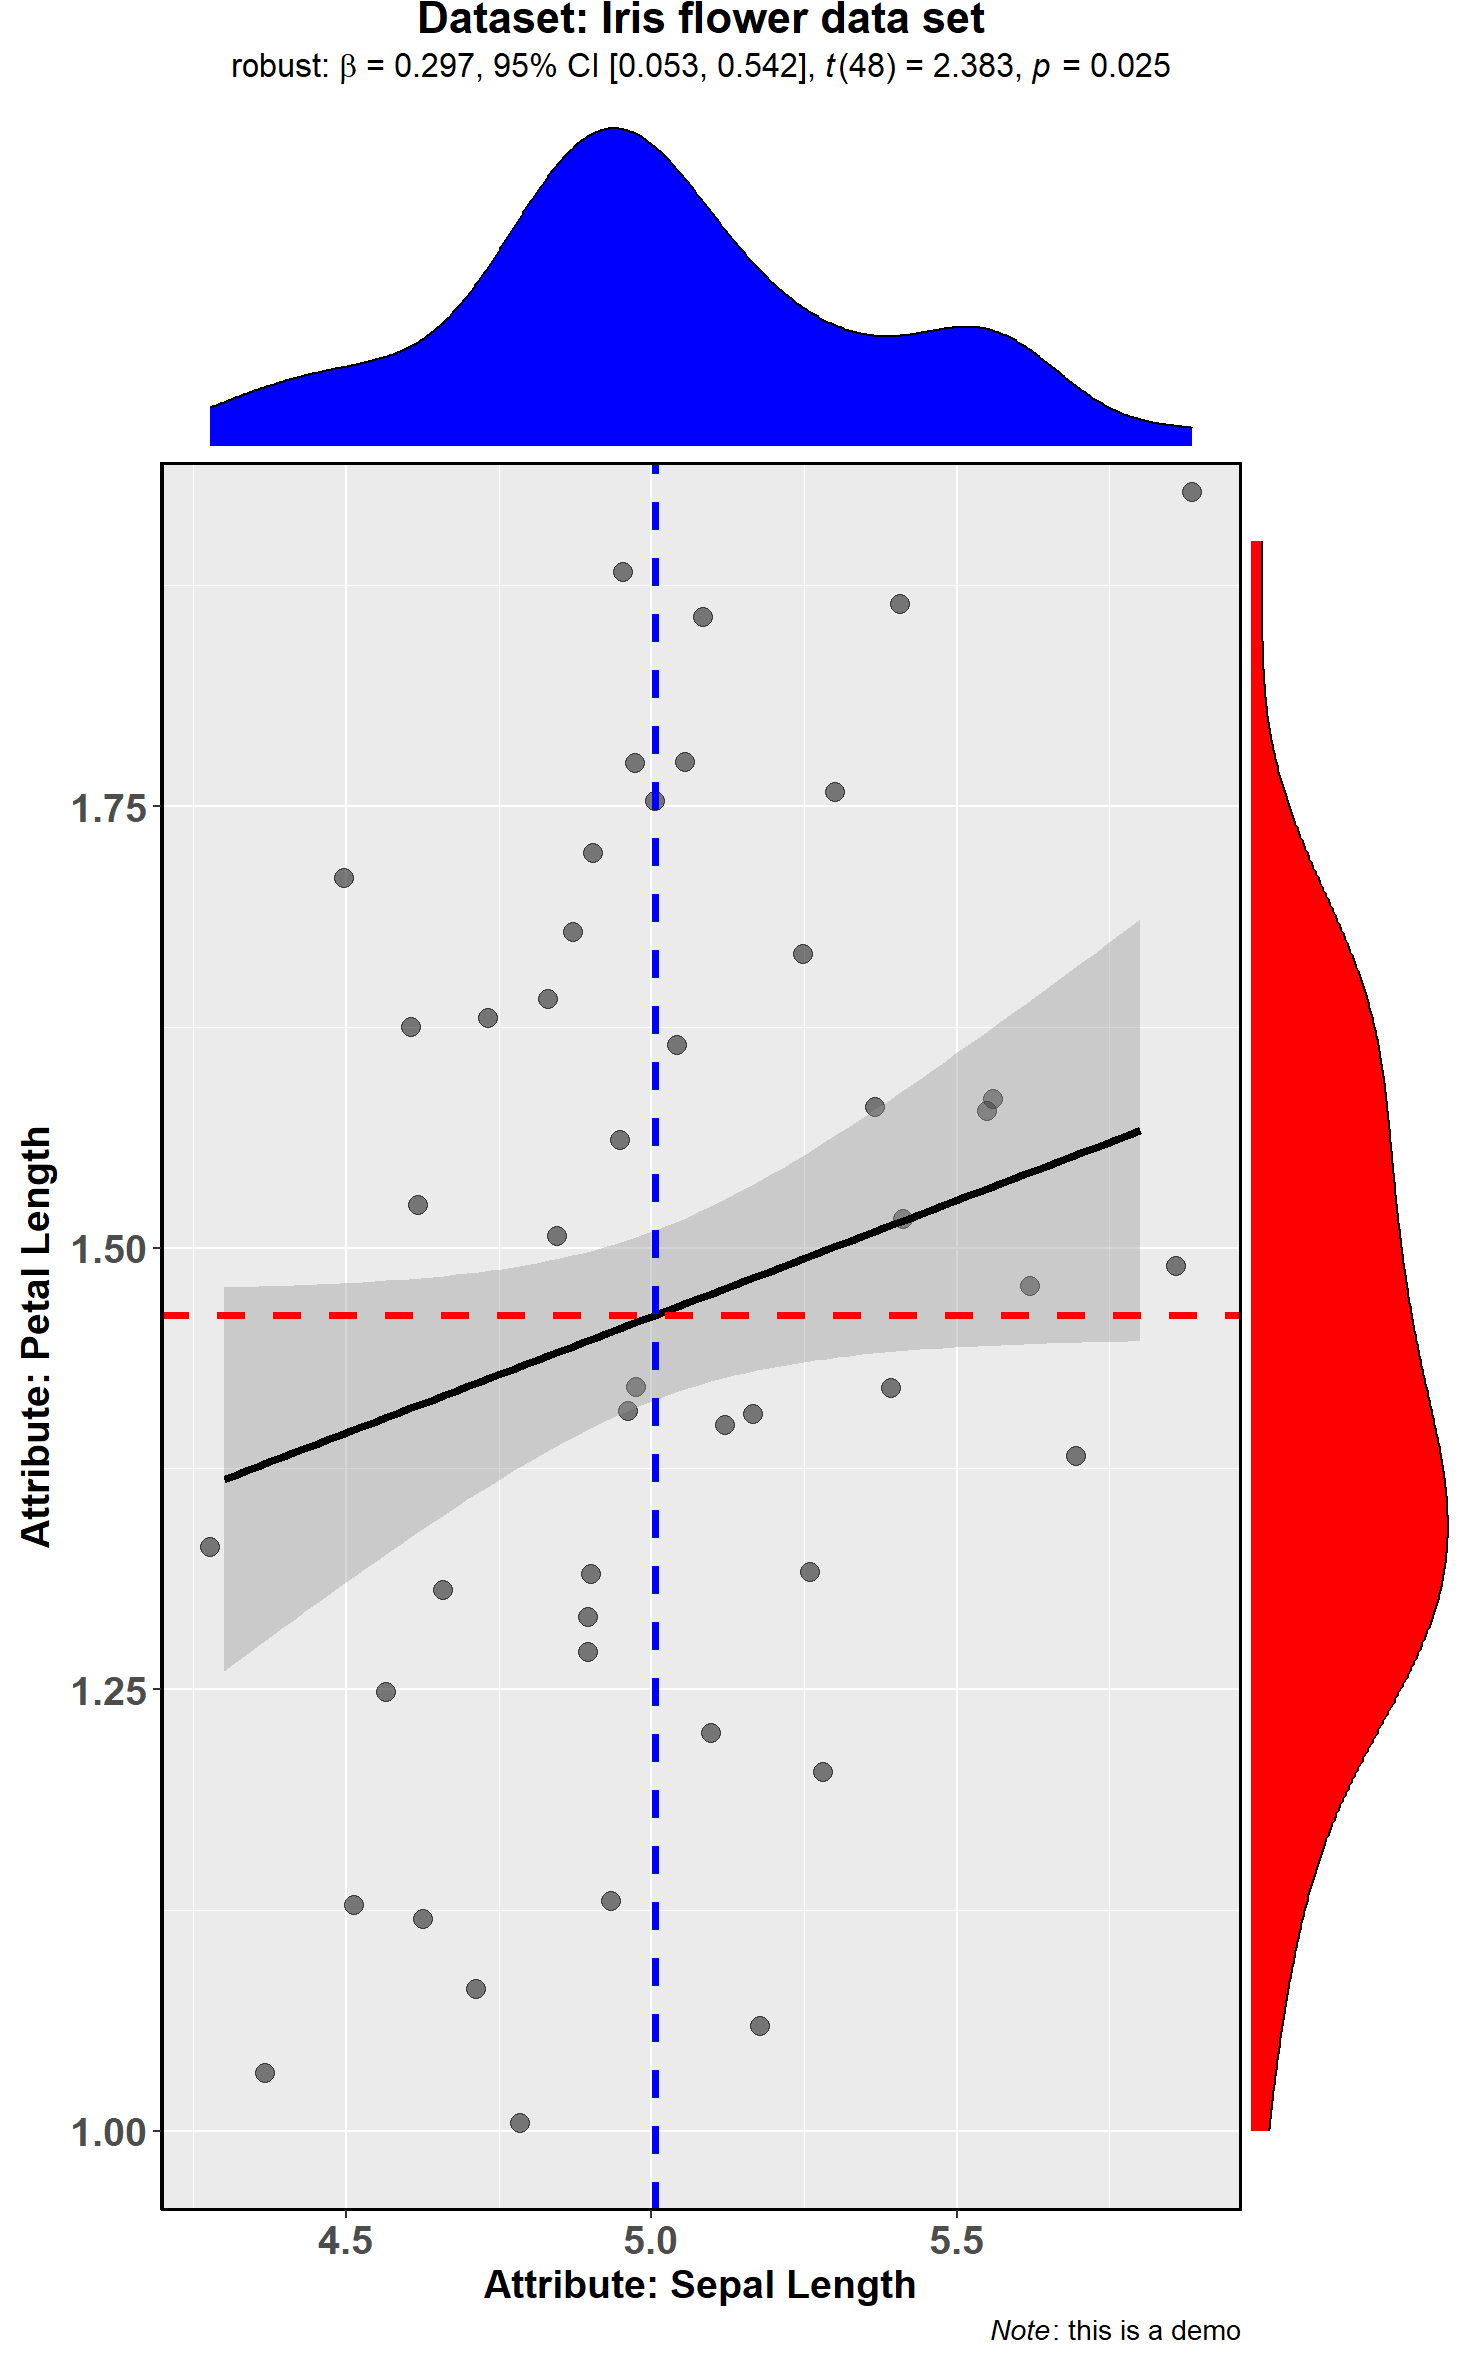 Dataset: Iris flower data set
robust: β = 0.297, 95% CI [0.053, 0.542], t(48) = 2.383, p = 0.025
Attribute: Petal Length
1.75
1.50
1.25
1.00
4.5 5.0 5.5
Attribute: Sepal Length
Note: this is a demo